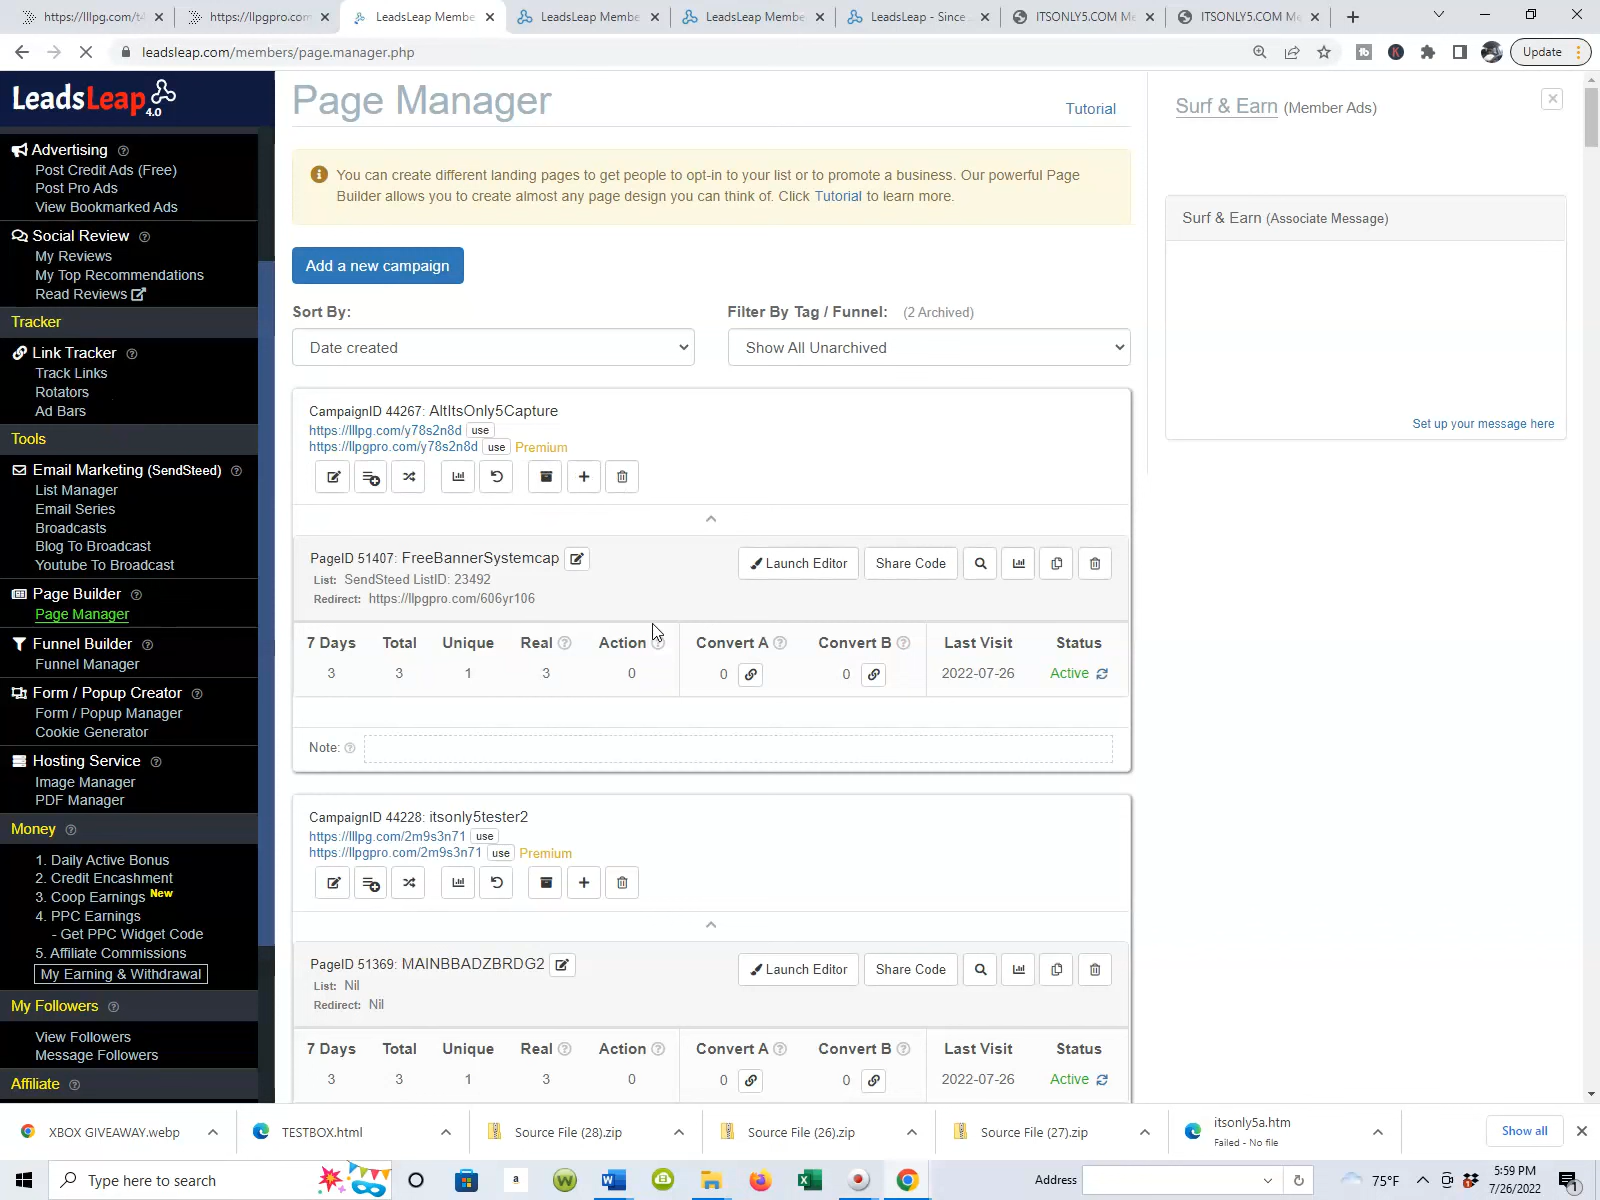 https://lllpg.com/t4
https://llpgpro.com
LeadsLeap Membe
LeadsLeap Membe
LeadsLeap Membe
LeadsLeap - Since
ITSONLY5.COM Me
ITSONLY5.COM Me
leadsleap.com/members/page.manager.php
Update
LeadsLeap
4.0
Advertising
Post Credit Ads (Free)
Post Pro Ads
View Bookmarked Ads
Social Review
My Reviews
My Top Recommendations
Read Reviews
Tracker
Link Tracker
Track Links
Rotators
Ad Bars
Tools
Email Marketing (SendSteed)
List Manager
Email Series
Broadcasts
Blog To Broadcast
Youtube To Broadcast
Page Builder
Page Manager
Funnel Builder
Funnel Manager
Form / Popup Creator
Form / Popup Manager
Cookie Generator
Hosting Service
Image Manager
PDF Manager
Money
1. Daily Active Bonus
2. Credit Encashment
3. Coop Earnings New
4. PPC Earnings
- Get PPC Widget Code
5. Affiliate Commissions
My Earning & Withdrawal
My Followers
View Followers
Message Followers
Affiliate
Page Manager
Tutorial
You can create different landing pages to get people to opt-in to your list or to promote a business. Our powerful Page
Builder allows you to create almost any page design you can think of. Click Tutorial to learn more.
Add a new campaign
Sort By:
Date created
Filter By Tag / Funnel: (2 Archived)
Show All Unarchived
CampaignID 44267: AltItsOnly5Capture
https://lllpg.com/y78s2n8d use
https://llpgpro.com/y78s2n8d use Premium
PageID 51407: FreeBannerSystemcap
List: SendSteed ListID: 23492
Redirect: https://llpgpro.com/606yr106
Launch Editor
Share Code
7 Days Total Unique Real Action Convert A Convert B Last Visit Status
3 3 1 3 0 0 0 2022-07-26 Active
Note:
CampaignID 44228: itsonly5tester2
https://lllpg.com/2m9s3n71 use
https://llpgpro.com/2m9s3n71 use Premium
PageID 51369: MAINBBADZBRDG2
List: Nil
Redirect: Nil
Launch Editor
Share Code
7 Days Total Unique Real Action Convert A Convert B Last Visit Status
3 3 1 3 0 0 0 2022-07-26 Active
Surf & Earn (Member Ads)
Surf & Earn (Associate Message)
Set up your message here
XBOX GIVEAWAY.webp
TESTBOX.html
Source File (28).zip
Source File (26).zip
Source File (27).zip
itsonly5a.htm
Failed - No file
Show all
Type here to search
Address
75°F
5:59 PM
7/26/2022
1